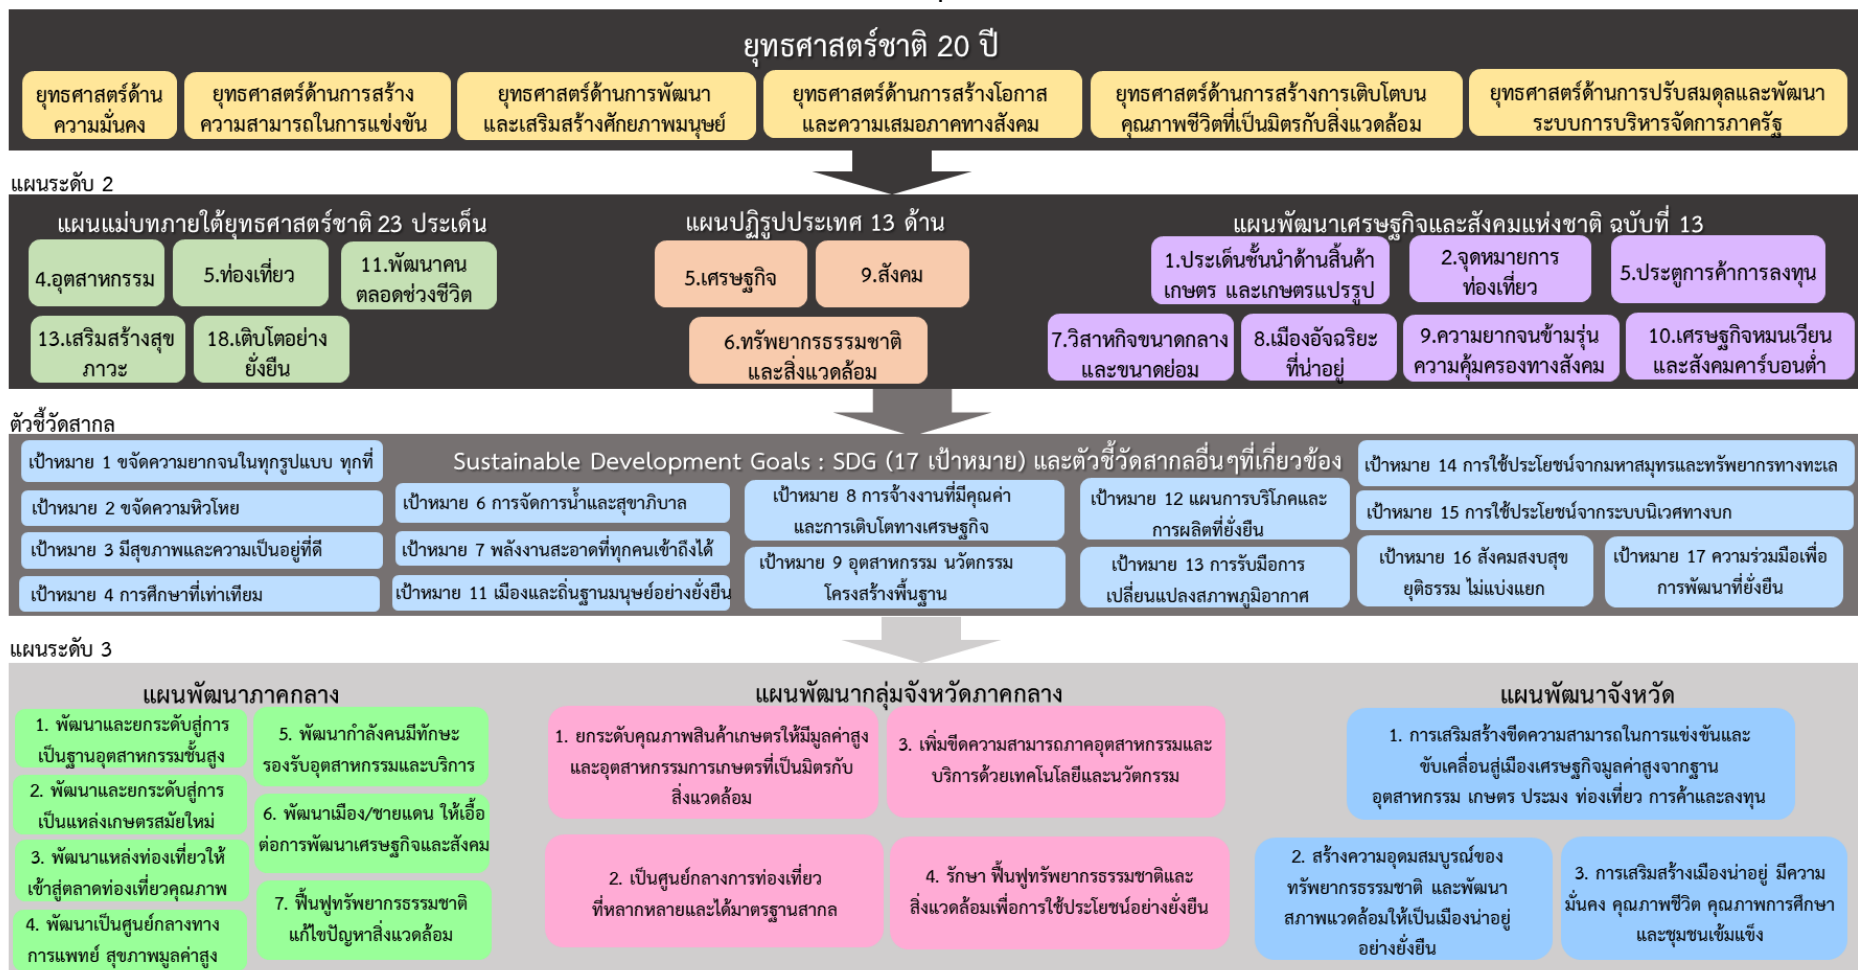 ยุทธศาสตร์ชาติ 20 ปี
ยุทธศาสตร์ด้าน
ความมั่นคง
ยุทธศาสตร์ด้านการสร้าง
ความสามารถในการแข่งขัน
ยุทธศาสตร์ด้านการพัฒนา
และเสริมสร้างศักยภาพมนุษย์
ยุทธศาสตร์ด้านการสร้างโอกาส
และความเสมอภาคทางสังคม
ยุทธศาสตร์ด้านการสร้างการเติบโตบน
คุณภาพชีวิตที่เป็นมิตรกับสิ่งแวดล้อม
ยุทธศาสตร์ด้านการปรับสมดุลและพัฒนา
ระบบการบริหารจัดการภาครัฐ
แผนระดับ 2
แผนแม่บทภายใต้ยุทธศาสตร์ชาติ 23 ประเด็น
4.อุตสาหกรรม
5.ท่องเที่ยว
11.พัฒนาคน
ตลอดช่วงชีวิต
13.เสริมสร้างสุข
ภาวะ
18.เติบโตอย่าง
ยั่งยืน
แผนปฏิรูปประเทศ 13 ด้าน
5.เศรษฐกิจ
9.สังคม
6.ทรัพยากรธรรมชาติ
และสิ่งแวดล้อม
แผนพัฒนาเศรษฐกิจและสังคมแห่งชาติ ฉบับที่ 13
1.ประเด็นชั้นนำด้านสิ้นค้า
เกษตร และเกษตรแปรรูป
2.จุดหมายการ
ท่องเที่ยว
5.ประตูการค้าการลงทุน
7.วิสาหกิจขนาดกลาง
และขนาดย่อม
8.เมืองอัจฉริยะ
ที่น่าอยู่
9.ความยากจนข้ามรุ่น
ความคุ้มครองทางสังคม
10.เศรษฐกิจหมนเวียน
และสังคมคาร์บอนต่ำ
ตัวชี้วัดสากล
Sustainable Development Goals : SDG (17 เป้าหมาย) และตัวชี้วัดสากลอื่นๆที่เกี่ยวข้อง
เป้าหมาย 1 ขจัดความยากจนในทุกรูปแบบ ทุกที่
เป้าหมาย 2 ขจัดความหิวโหย
เป้าหมาย 3 มีสุขภาพและความเป็นอยู่ที่ดี
เป้าหมาย 4 การศึกษาที่เท่าเทียม
เป้าหมาย 6 การจัดการน้ำและสุขาภิบาล
เป้าหมาย 7 พลังงานสะอาดที่ทุกคนเข้าถึงได้
เป้าหมาย 11 เมืองและถิ่นฐานมนุษย์อย่างยั่งยืน
เป้าหมาย 8 การจ้างงานที่มีคุณค่า
และการเติบโตทางเศรษฐกิจ
เป้าหมาย 9 อุตสาหกรรม นวัตกรรม
โครงสร้างพื้นฐาน
เป้าหมาย 12 แผนการบริโภคและ
การผลิตที่ยั่งยืน
เป้าหมาย 13 การรับมือการ
เปลี่ยนแปลงสภาพภูมิอากาศ
เป้าหมาย 14 การใช้ประโยชน์จากมหาสมุทรและทรัพยากรทางทะเล
เป้าหมาย 15 การใช้ประโยชน์จากระบบนิเวศทางบก
เป้าหมาย 16 สังคมสงบสุข
ยุติธรรม ไม่แบ่งแยก
เป้าหมาย 17 ความร่วมมือเพื่อ
การพัฒนาที่ยั่งยืน
แผนระดับ 3
แผนพัฒนาภาคกลาง
1. พัฒนาและยกระดับสู่การ
เป็นฐานอุตสาหกรรมชั้นสูง
2. พัฒนาและยกระดับสู่การ
เป็นแหล่งเกษตรสมัยใหม่
3. พัฒนาแหล่งท่องเที่ยวให้
เข้าสู่ตลาดท่องเที่ยวคุณภาพ
4. พัฒนาเป็นศูนย์กลางทาง
การแพทย์ สุขภาพมูลค่าสูง
5. พัฒนากำลังคนมีทักษะ
รองรับอุตสาหกรรมและบริการ
6. พัฒนาเมือง/ชายแดน ให้เอื้อ
ต่อการพัฒนาเศรษฐกิจและสังคม
7. ฟื้นฟูทรัพยากรธรรมชาติ
แก้ไขปัญหาสิ่งแวดล้อม
แผนพัฒนากลุ่มจังหวัดภาคกลาง
1. ยกระดับคุณภาพสินค้าเกษตรให้มีมูลค่าสูง
และอุตสาหกรรมการเกษตรที่เป็นมิตรกับ
สิ่งแวดล้อม
2. เป็นศูนย์กลางการท่องเที่ยว
ที่หลากหลายและได้มาตรฐานสากล
3. เพิ่มขีดความสามารถภาคอุตสาหกรรมและ
บริการด้วยเทคโนโลยีและนวัตกรรม
4. รักษา ฟื้นฟูทรัพยากรธรรมชาติและ
สิ่งแวดล้อมเพื่อการใช้ประโยชน์อย่างยั่งยืน
แผนพัฒนาจังหวัด
1. การเสริมสร้างขีดความสามารถในการแข่งขันและ
ขับเคลื่อนสู่เมืองเศรษฐกิจมูลค่าสูงจากฐาน
อุตสาหกรรม เกษตร ประมง ท่องเที่ยว การค้าและลงทุน
2. สร้างความอุดมสมบูรณ์ของ
ทรัพยากรธรรมชาติ และพัฒนา
สภาพแวดล้อมให้เป็นเมืองน่าอยู่
อย่างยั่งยืน
3. การเสริมสร้างเมืองน่าอยู่ มีความ
มั่นคง คุณภาพชีวิต คุณภาพการศึกษา
และชุมชนเข้มแข็ง